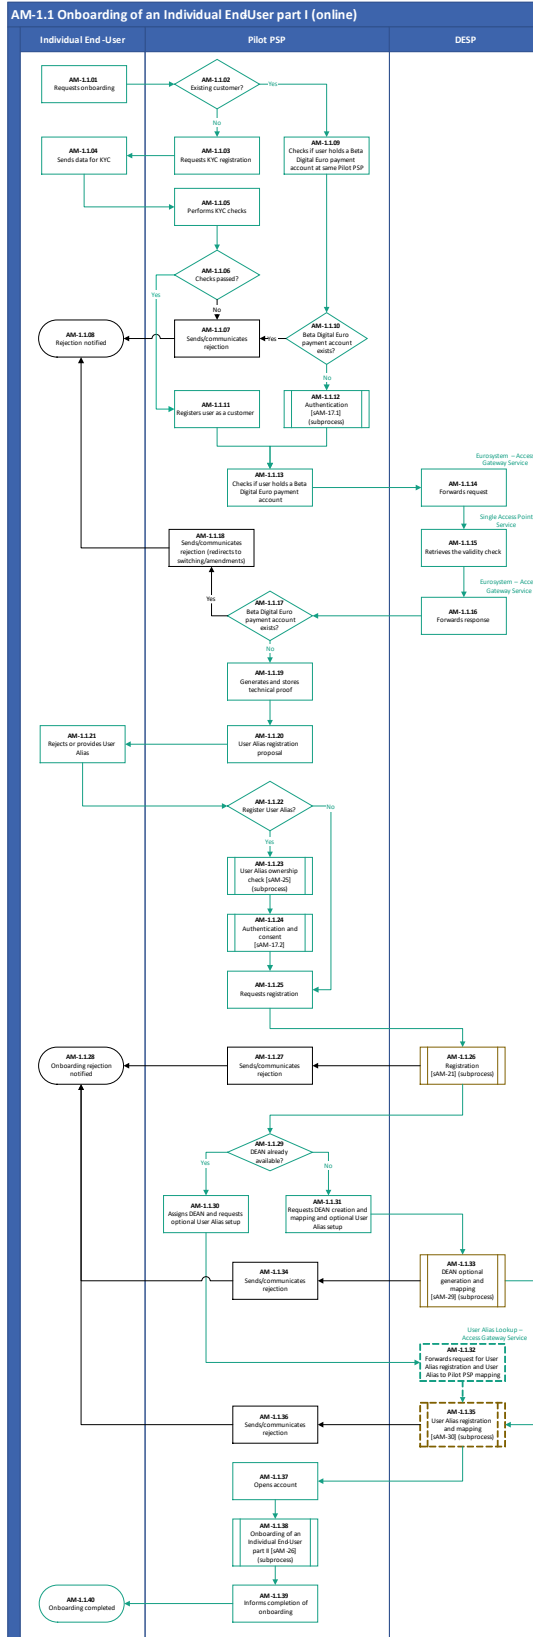 AM-1.1 Onboarding of an Individual EndUser part I (online)
Individual End-User
Pilot PSP
DESP
AM-1.1.01
Requests onboarding
AM-1.1.02
Existing customer?
Yes
No
AM-1.1.04
Sends data for KYC
AM-1.1.03
Requests KYC registration
AM-1.1.09
Checks if user holds a Beta
Digital Euro payment
account at same Pilot PSP
AM-1.1.05
Performs KYC checks
AM-1.1.06
Checks passed?
Yes
No
AM-1.1.08
Rejection notified
AM-1.1.07
Sends/communicates
rejection
Yes
AM-1.1.10
Beta Digital Euro
payment account
exists?
No
AM-1.1.11
Registers user as a customer
AM-1.1.12
Authentication
[sAM-17.1]
(subprocess)
AM-1.1.13
Checks if user holds a Beta
Digital Euro payment
account
Eurosystem – Access
Gateway Service
AM-1.1.14
Forwards request
Single Access Point
Service
AM-1.1.15
Retrieves the validity check
AM-1.1.18
Sends/communicates
rejection (redirects to
switching/amendments)
Eurosystem – Acce
Gateway Service
AM-1.1.16
Forwards response
Yes
AM-1.1.17
Beta Digital Euro
payment account
exists?
No
AM-1.1.19
Generates and stores
technical proof
AM-1.1.21
Rejects or provides User
Alias
AM-1.1.20
User Alias registration
proposal
AM-1.1.22
Register User Alias?
No
Yes
AM-1.1.23
User Alias ownership
check [sAM-25]
(subprocess)
AM-1.1.24
Authentication and
consent
[sAM-17.2]
AM-1.1.25
Requests registration
AM-1.1.28
Onboarding rejection
notified
AM-1.1.27
Sends/communicates
rejection
AM-1.1.26
Registration
[sAM-21] (subprocess)
AM-1.1.29
DEAN already
available?
Yes
No
AM-1.1.30
Assigns DEAN and requests
optional User Alias setup
AM-1.1.31
Requests DEAN creation and
mapping and optional User
Alias setup
AM-1.1.34
Sends/communicates
rejection
AM-1.1.33
DEAN optional
generation and
mapping
[sAM-29] (subprocess)
User Alias Lookup –
Access Gateway Service
AM-1.1.32
Forwards request for User
Alias registration and User
Alias to Pilot PSP mapping
AM-1.1.36
Sends/communicates
rejection
AM-1.1.35
User Alias registration
and mapping
[sAM-30] (subprocess)
AM-1.1.37
Opens account
AM-1.1.38
Onboarding of an
Individual End-User
part II [sAM -26]
(subprocess)
AM-1.1.40
Onboarding completed
AM-1.1.39
Informs completion of
onboarding